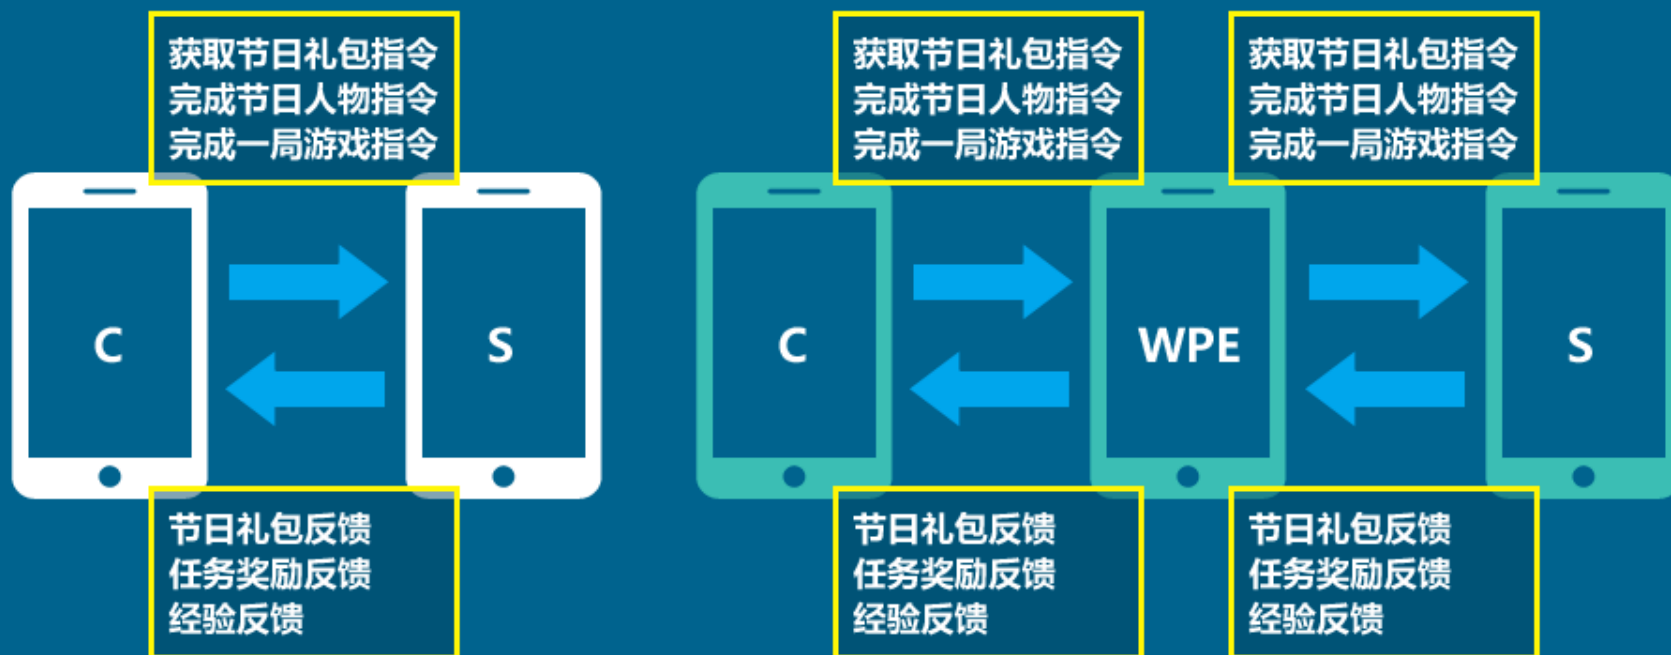 获取节日礼包指令
完成节日人物指令
完成一局游戏指令
C
S
节日礼包反馈
任务奖励反馈
经验反馈
获取节日礼包指令
完成节日人物指令
完成一局游戏指令
获取节日礼包指令
完成节日人物指令
完成一局游戏指令
C
WPE
S
节日礼包反馈
任务奖励反馈
经验反馈
节日礼包反馈
任务奖励反馈
经验反馈